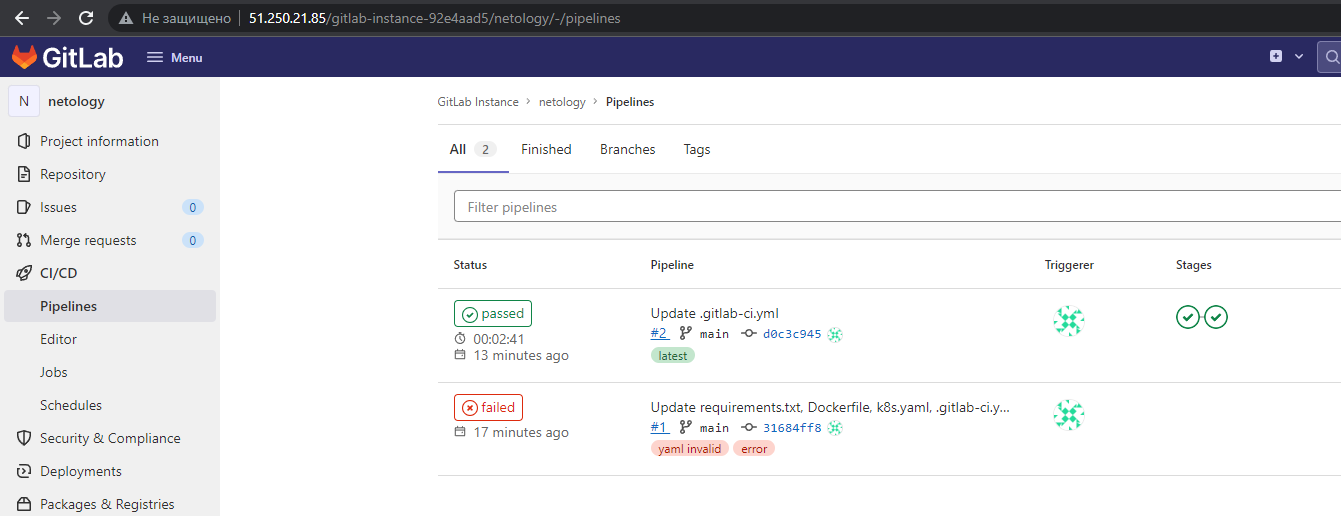 Не защищено 51.250.21.85/gitlab-instance-92e4aad5/netology/-/pipelines
GitLab Menu
N netology
Project information
Repository
Issues 0
Merge requests 0
CI/CD
Pipelines
Editor
Jobs
Schedules
Security & Compliance
Deployments
Packages & Registries
GitLab Instance > netology > Pipelines
All 2 Finished Branches Tags
Filter pipelines
Status Pipeline Triggerer Stages
passed
00:02:41
13 minutes ago
Update .gitlab-ci.yml
#2 main d0c3c945
latest
failed
17 minutes ago
Update requirements.txt, Dockerfile, k8s.yaml, .gitlab-ci.y...
#1 main 31684ff8
yaml invalid error